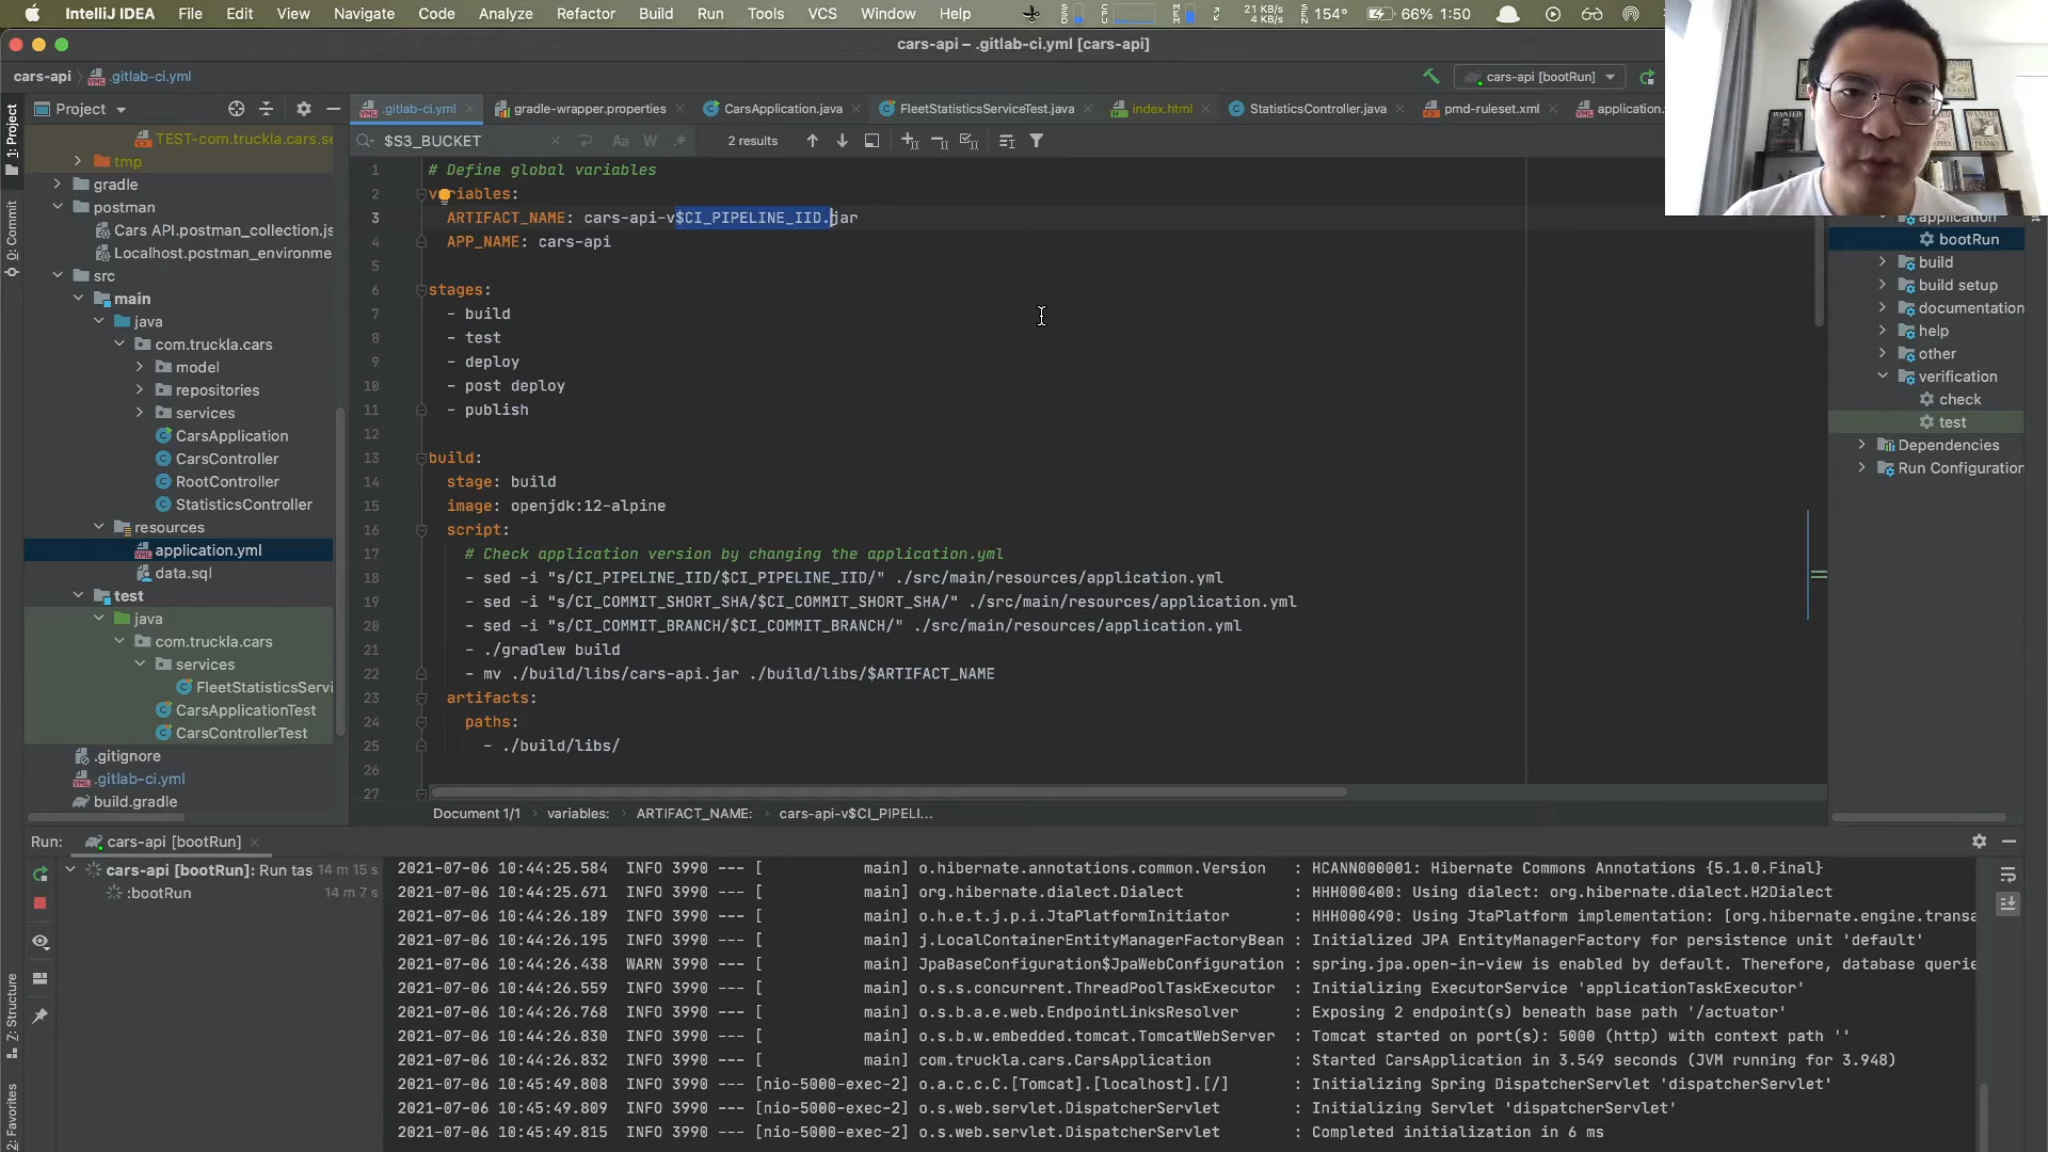 IntelliJ IDEA File Edit View Navigate Code Analyze Refactor Build Run Tools VCS Window Help 21 KB/s 4 KB/s 154° 66% 1:50
cars-api – .gitlab-ci.yml [cars-api]
cars-api .gitlab-ci.yml cars-api [bootRun]
Project .gitlab-ci.yml gradle-wrapper.properties CarsApplication.java FleetStatisticsServiceTest.java index.html StatisticsController.java pmd-ruleset.xml application.
$S3_BUCKET Aa W .* 2 results
1: Project
0: Commit
7: Structure
2: Favorites
TEST-com.truckla.cars.se
tmp
gradle
postman
Cars API.postman_collection.js
Localhost.postman_environme
src
main
java
com.truckla.cars
model
repositories
services
CarsApplication
CarsController
RootController
StatisticsController
resources
application.yml
data.sql
test
java
com.truckla.cars
services
FleetStatisticsServi
CarsApplicationTest
CarsControllerTest
.gitignore
.gitlab-ci.yml
build.gradle
1 # Define global variables
2 variables:
3 ARTIFACT_NAME: cars-api-v$CI_PIPELINE_IID.jar
4 APP_NAME: cars-api
5
6 stages:
7 - build
8 - test
9 - deploy
10 - post deploy
11 - publish
12
13 build:
14 stage: build
15 image: openjdk:12-alpine
16 script:
17 # Check application version by changing the application.yml
18 - sed -i "s/CI_PIPELINE_IID/$CI_PIPELINE_IID/" ./src/main/resources/application.yml
19 - sed -i "s/CI_COMMIT_SHORT_SHA/$CI_COMMIT_SHORT_SHA/" ./src/main/resources/application.yml
20 - sed -i "s/CI_COMMIT_BRANCH/$CI_COMMIT_BRANCH/" ./src/main/resources/application.yml
21 - ./gradlew build
22 - mv ./build/libs/cars-api.jar ./build/libs/$ARTIFACT_NAME
23 artifacts:
24 paths:
25 - ./build/libs/
26
27
Document 1/1 variables: ARTIFACT_NAME: cars-api-v$CI_PIPELI...
application
bootRun
build
build setup
documentation
help
other
verification
check
test
Dependencies
Run Configuration
Run: cars-api [bootRun]
cars-api [bootRun]: Run tas 14 m 15 s
:bootRun 14 m 7 s
2021-07-06 10:44:25.584 INFO 3990 --- [ main] o.hibernate.annotations.common.Version : HCANN000001: Hibernate Commons Annotations {5.1.0.Final}
2021-07-06 10:44:25.671 INFO 3990 --- [ main] org.hibernate.dialect.Dialect : HHH000400: Using dialect: org.hibernate.dialect.H2Dialect
2021-07-06 10:44:26.189 INFO 3990 --- [ main] o.h.e.t.j.p.i.JtaPlatformInitiator : HHH000490: Using JtaPlatform implementation: [org.hibernate.engine.transa
2021-07-06 10:44:26.195 INFO 3990 --- [ main] j.LocalContainerEntityManagerFactoryBean : Initialized JPA EntityManagerFactory for persistence unit 'default'
2021-07-06 10:44:26.438 WARN 3990 --- [ main] JpaBaseConfiguration$JpaWebConfiguration : spring.jpa.open-in-view is enabled by default. Therefore, database querie
2021-07-06 10:44:26.559 INFO 3990 --- [ main] o.s.s.concurrent.ThreadPoolTaskExecutor : Initializing ExecutorService 'applicationTaskExecutor'
2021-07-06 10:44:26.768 INFO 3990 --- [ main] o.s.b.a.e.web.EndpointLinksResolver : Exposing 2 endpoint(s) beneath base path '/actuator'
2021-07-06 10:44:26.830 INFO 3990 --- [ main] o.s.b.w.embedded.tomcat.TomcatWebServer : Tomcat started on port(s): 5000 (http) with context path ''
2021-07-06 10:44:26.832 INFO 3990 --- [ main] com.truckla.cars.CarsApplication : Started CarsApplication in 3.549 seconds (JVM running for 3.948)
2021-07-06 10:45:49.808 INFO 3990 --- [nio-5000-exec-2] o.a.c.c.C.[Tomcat].[localhost].[/] : Initializing Spring DispatcherServlet 'dispatcherServlet'
2021-07-06 10:45:49.809 INFO 3990 --- [nio-5000-exec-2] o.s.web.servlet.DispatcherServlet : Initializing Servlet 'dispatcherServlet'
2021-07-06 10:45:49.815 INFO 3990 --- [nio-5000-exec-2] o.s.web.servlet.DispatcherServlet : Completed initialization in 6 ms